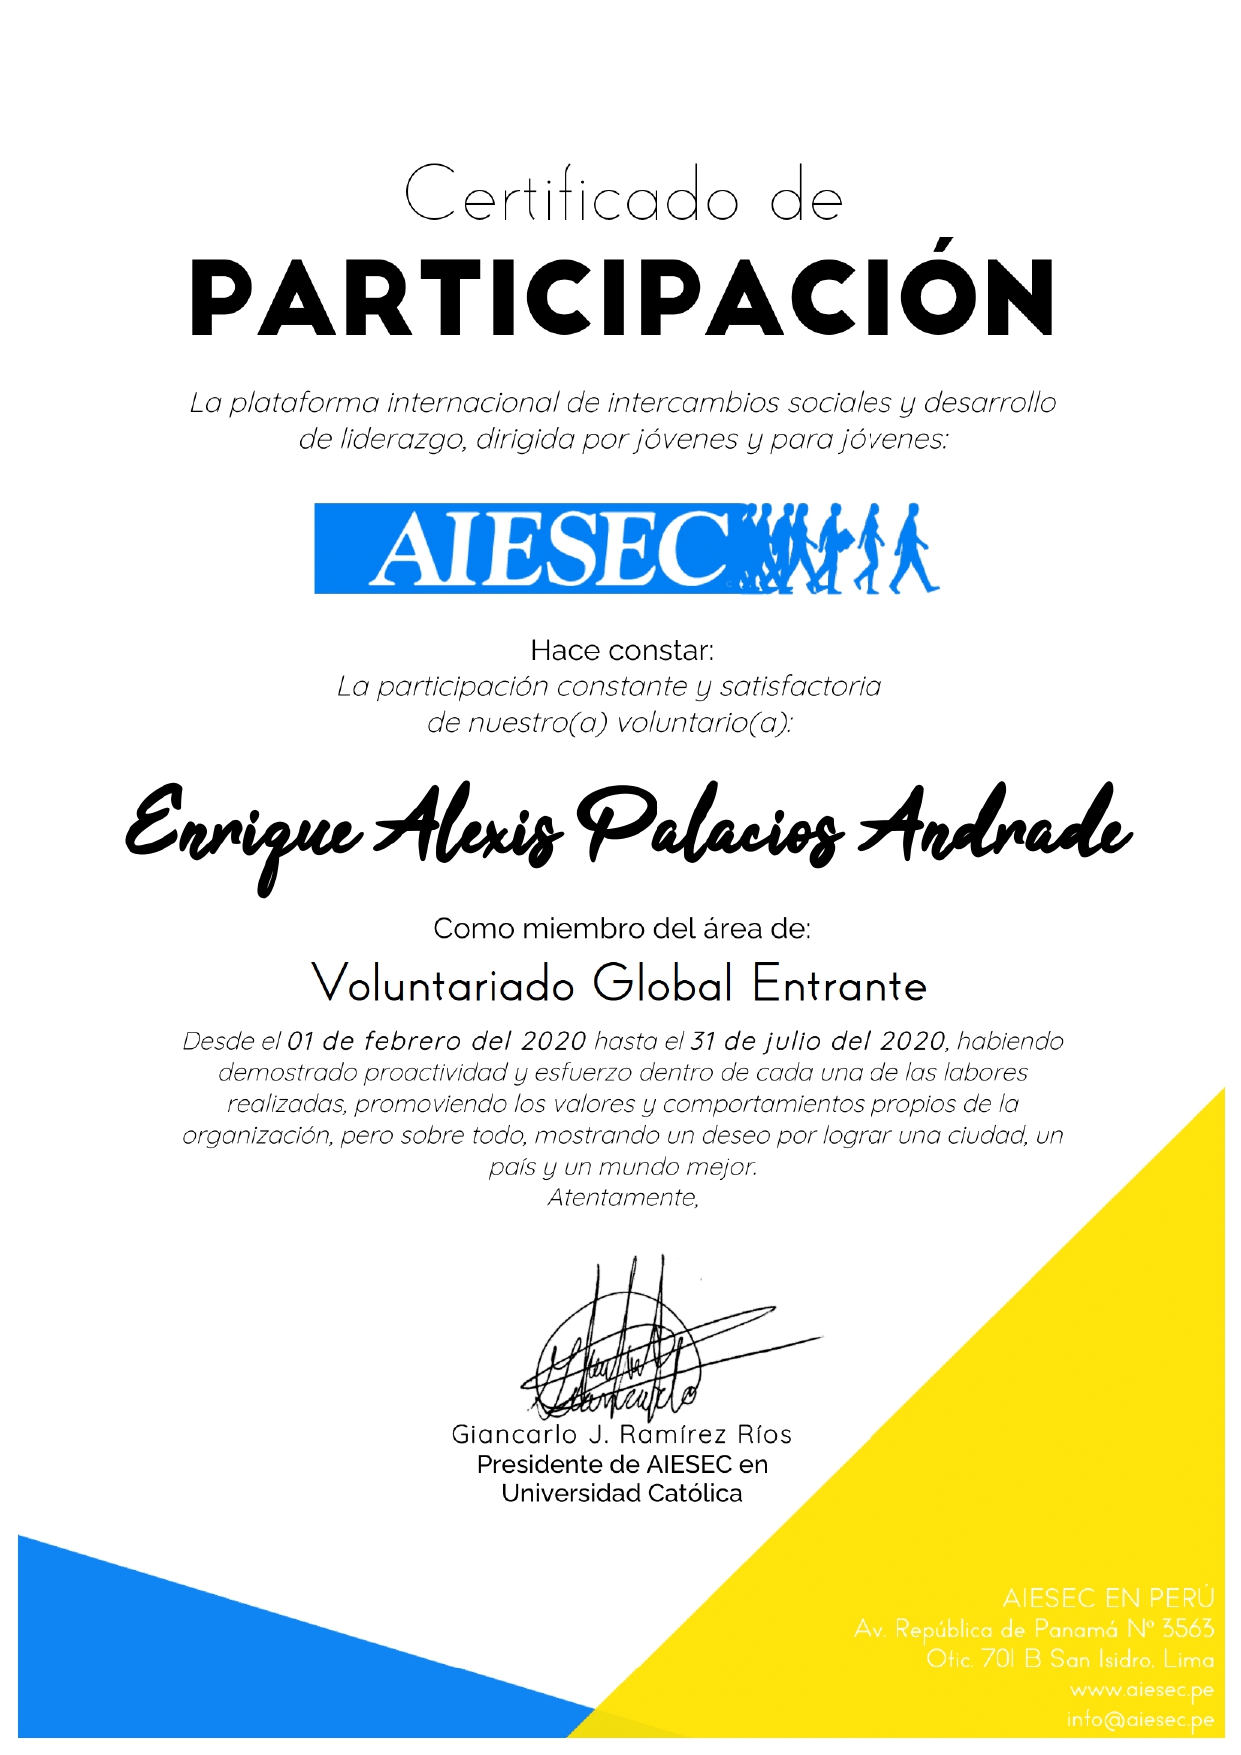 Certificado de
PARTICIPACIÓN
La plataforma internacional de intercambios sociales y desarrollo
de liderazgo, dirigida por jóvenes y para jóvenes:
AIESEC
Hace constar:
La participación constante y satisfactoria
de nuestro(a) voluntario(a):
Enrique Alexis Palacios Andrade
Como miembro del área de:
Voluntariado Global Entrante
Desde el 01 de febrero del 2020 hasta el 31 de julio del 2020, habiendo
demostrado proactividad y esfuerzo dentro de cada una de las labores
realizadas, promoviendo los valores y comportamientos propios de la
organización, pero sobre todo, mostrando un deseo por lograr una ciudad, un
país y un mundo mejor.
Atentamente,
Giancarlo J. Ramírez Ríos
Presidente de AIESEC en
Universidad Católica
AIESEC EN PERÚ
Av. República de Panamá Nº 3563
Ofic. 701 B San Isidro, Lima
www.aiesec.pe
info@aiesec.pe